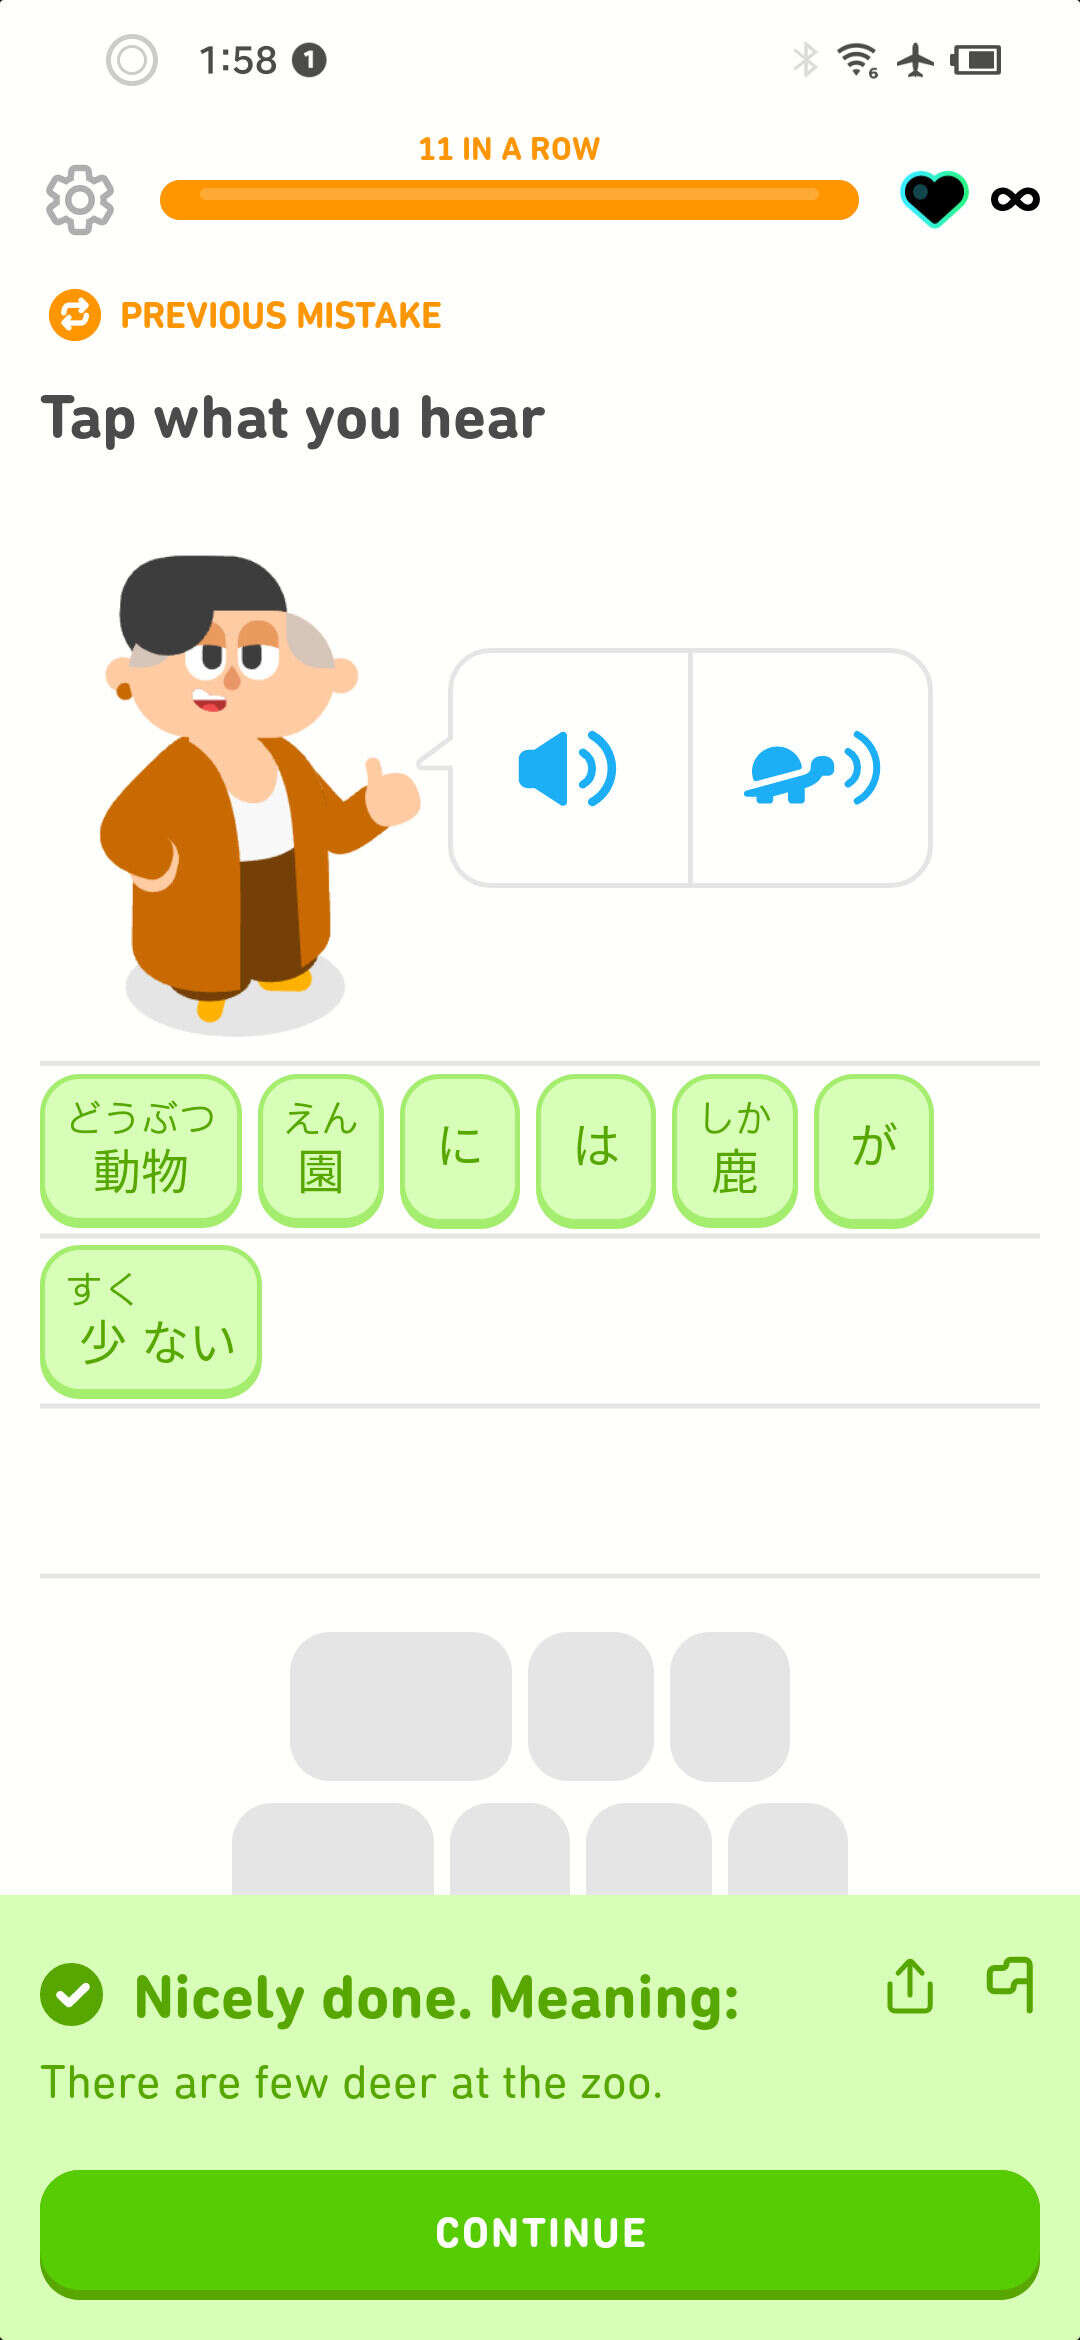 1:58 1
6
11 IN A ROW
PREVIOUS MISTAKE
Tap what you hear
どうぶつ えん しか
動物 園 に は 鹿 が
すく
少ない
Nicely done. Meaning:
There are few deer at the zoo.
CONTINUE